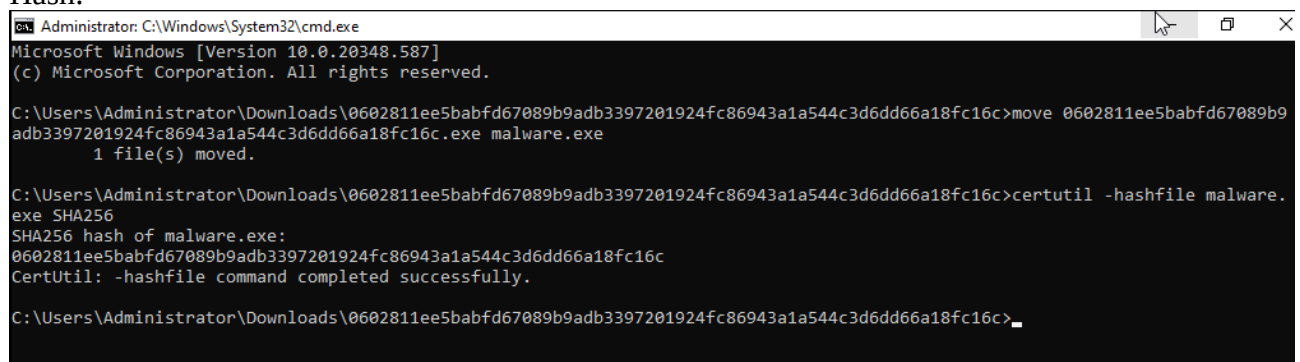 Hash:
Administrator: C:\Windows\System32\cmd.exe
Microsoft Windows [Version 10.0.20348.587]
(c) Microsoft Corporation. All rights reserved.
C:\Users\Administrator\Downloads\0602811ee5babfd67089b9adb3397201924fc86943a1a544c3d6dd66a18fc16c>move 0602811ee5babfd67089b9
adb3397201924fc86943a1a544c3d6dd66a18fc16c.exe malware.exe
1 file(s) moved.
C:\Users\Administrator\Downloads\0602811ee5babfd67089b9adb3397201924fc86943a1a544c3d6dd66a18fc16c>certutil -hashfile malware.
exe SHA256
SHA256 hash of malware.exe:
0602811ee5babfd67089b9adb3397201924fc86943a1a544c3d6dd66a18fc16c
CertUtil: -hashfile command completed successfully.
C:\Users\Administrator\Downloads\0602811ee5babfd67089b9adb3397201924fc86943a1a544c3d6dd66a18fc16c>